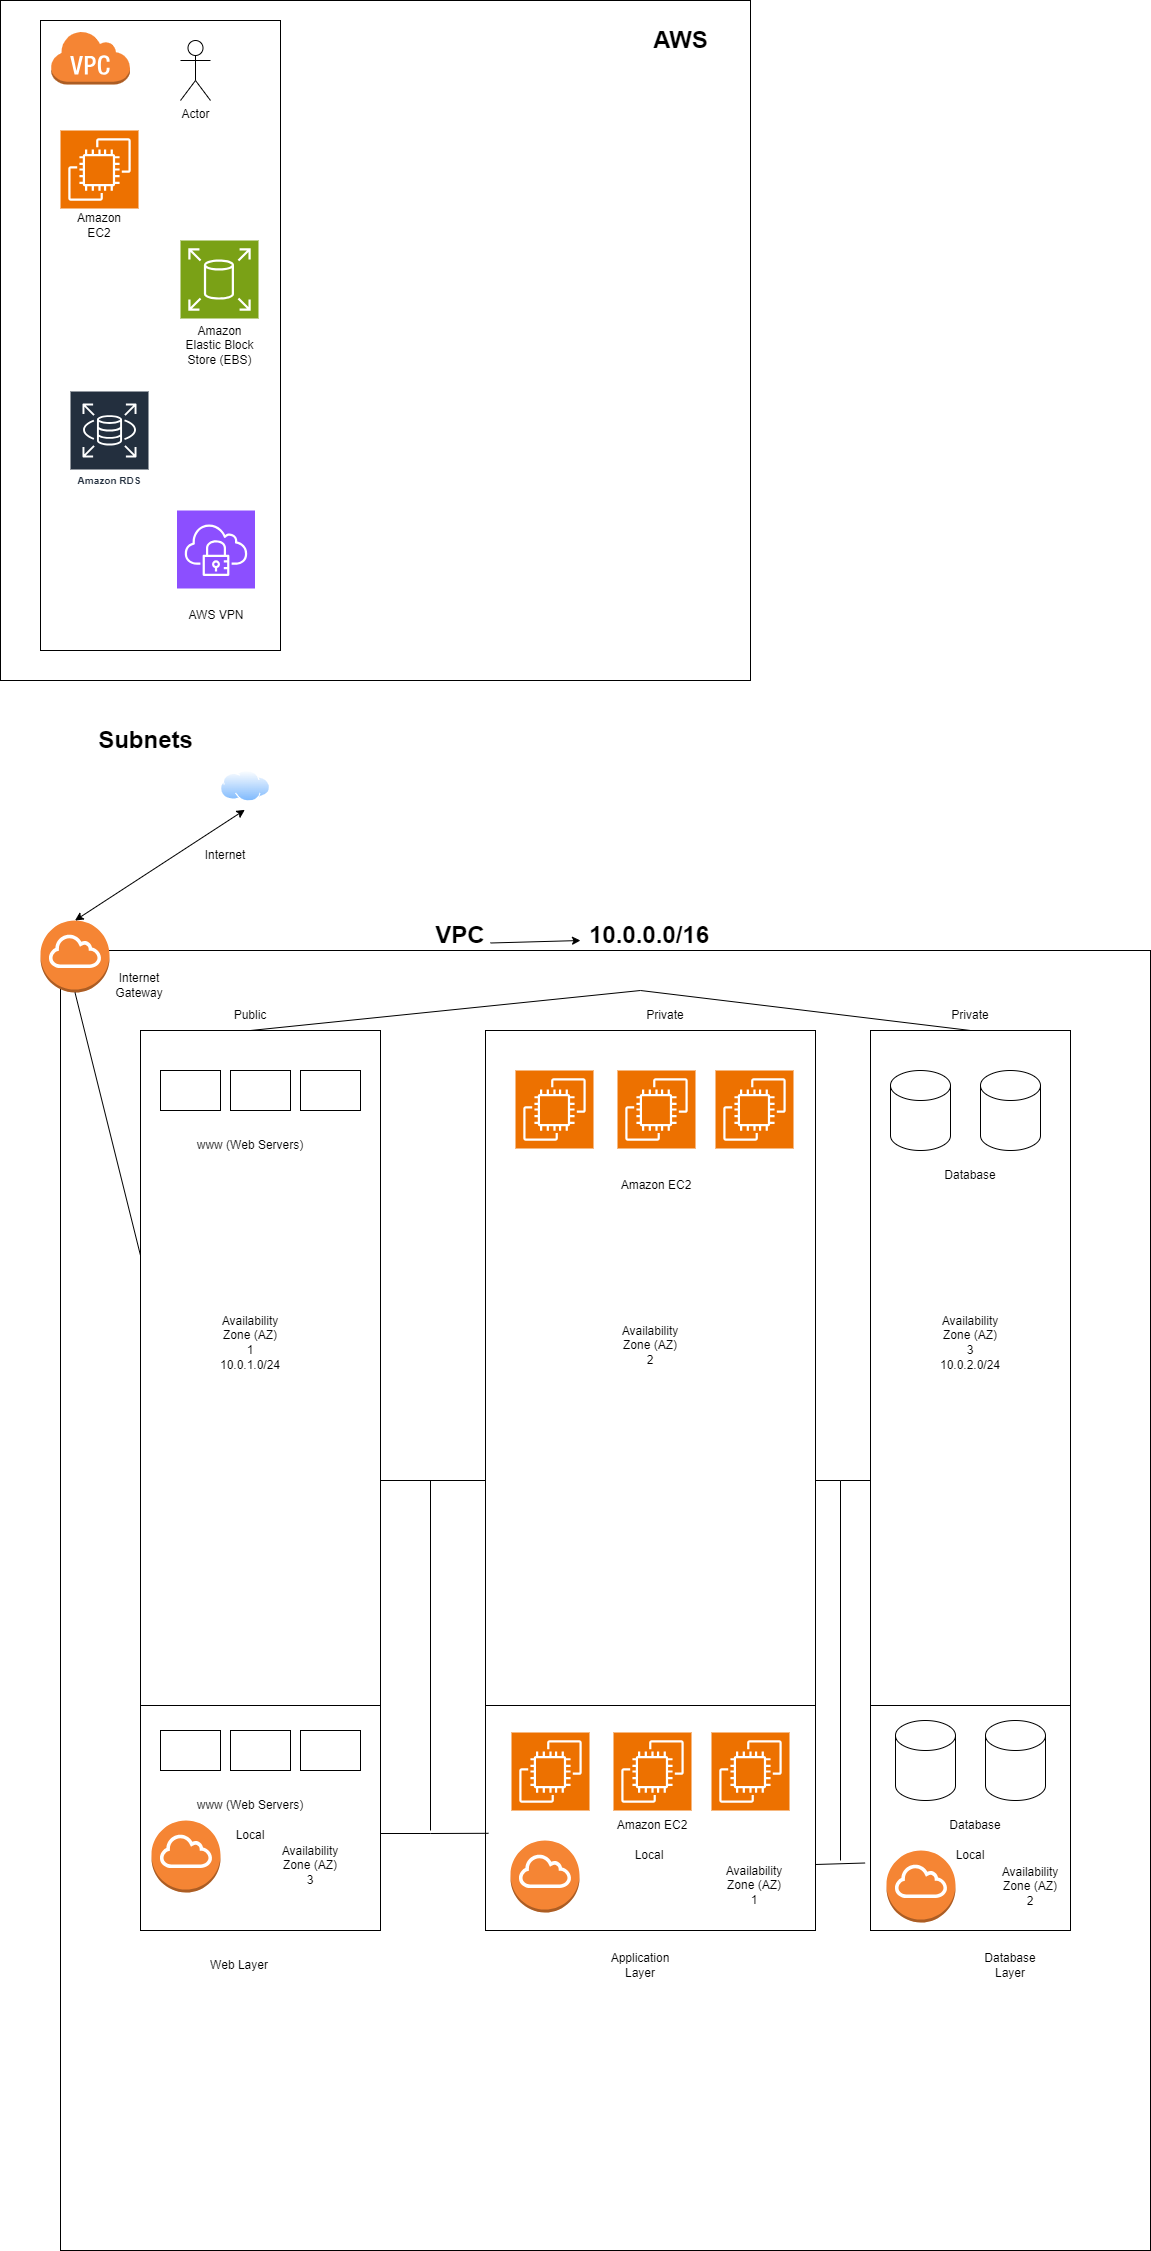 AWS
VPC
Actor
Amazon
EC2
Amazon
Elastic Block
Store (EBS)
Amazon RDS
AWS VPN
Subnets
Internet
VPC
10.0.0.0/16
Internet
Gateway
Public
Private
Private
www (Web Servers)
Amazon EC2
Database
Availability
Zone (AZ)
1
10.0.1.0/24
Availability
Zone (AZ)
2
Availability
Zone (AZ)
3
10.0.2.0/24
www (Web Servers)
Local
Availability
Zone (AZ)
3
Amazon EC2
Local
Availability
Zone (AZ)
1
Database
Local
Availability
Zone (AZ)
2
Web Layer
Application
Layer
Database
Layer